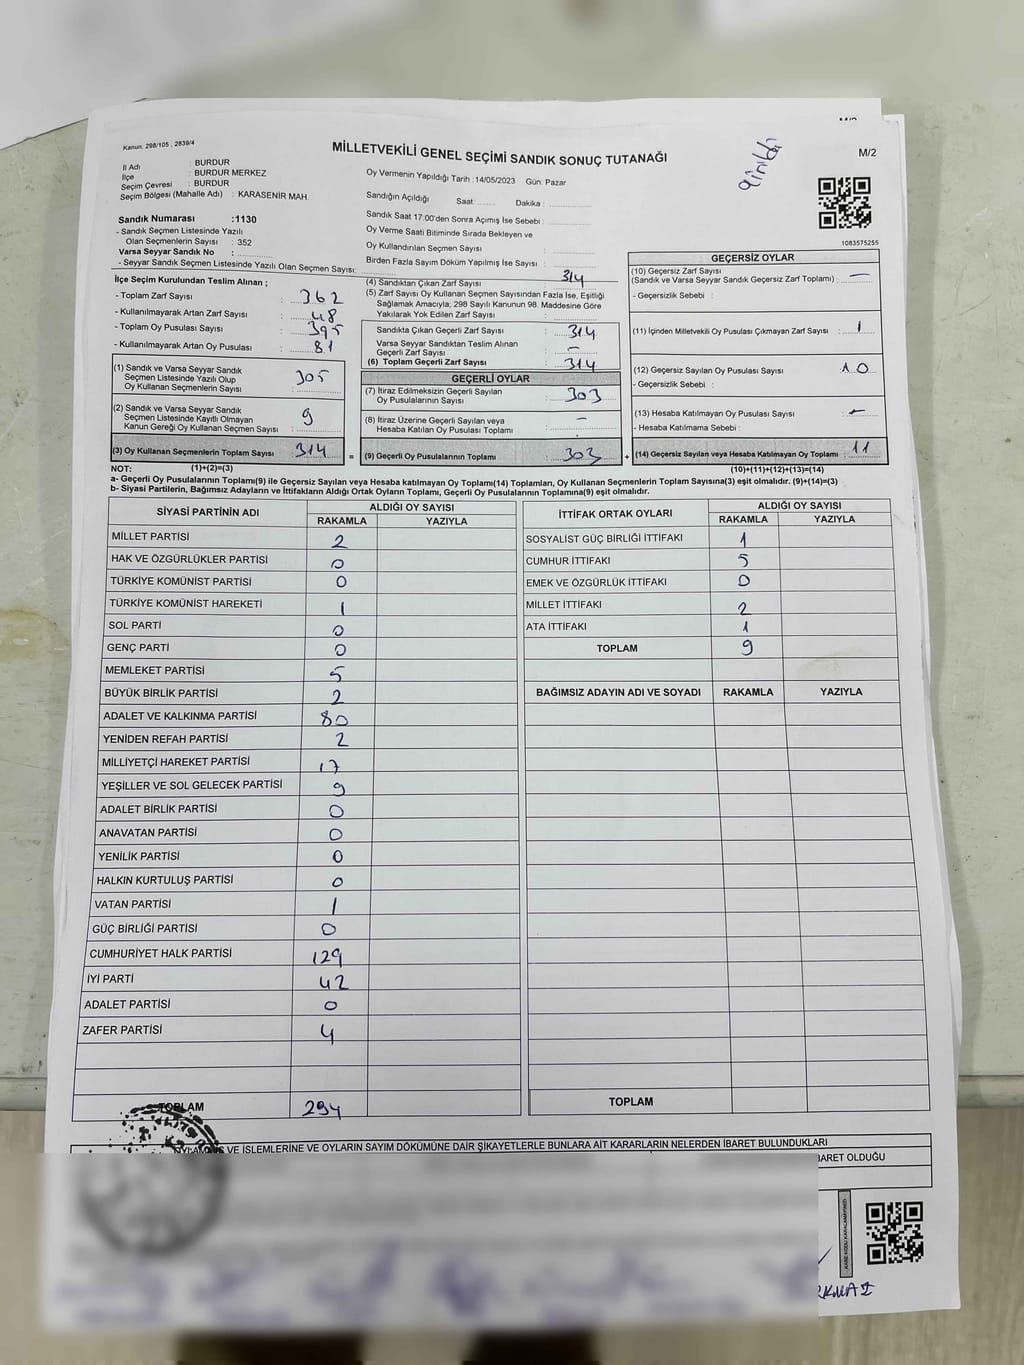 Kanun: 298/105 , 2839/4
MİLLETVEKİLİ GENEL SEÇİMİ SANDIK SONUÇ TUTANAĞI
girildi
M/2
İl Adı : BURDUR
İlçe : BURDUR MERKEZ
Seçim Çevresi : BURDUR
Seçim Bölgesi (Mahalle Adı) : KARASENİR MAH.
Sandık Numarası :1130
- Sandık Seçmen Listesinde Yazılı
Olan Seçmenlerin Sayısı : 352
Varsa Seyyar Sandık No :
- Seyyar Sandık Seçmen Listesinde Yazılı Olan Seçmen Sayısı:
Oy Vermenin Yapıldığı Tarih :14/05/2023 Gün: Pazar
Sandığın Açıldığı Saat: Dakika :
Sandık Saat 17:00'den Sonra Açımış İse Sebebi :
Oy Verme Saati Bitiminde Sırada Bekleyen ve
Oy Kullandırılan Seçmen Sayısı :
Birden Fazla Sayım Döküm Yapılmış İse Sayısı :
1083575255
İlçe Seçim Kurulundan Teslim Alınan ;
- Toplam Zarf Sayısı : 362
- Kullanılmayarak Artan Zarf Sayısı : 48
- Toplam Oy Pusulası Sayısı : 395
- Kullanılmayarak Artan Oy Pusulası : 81
(1) Sandık ve Varsa Seyyar Sandık
Seçmen Listesinde Yazılı Olup
Oy Kullanan Seçmenlerin Sayısı : 305
(2) Sandık ve Varsa Seyyar Sandık
Seçmen Listesinde Kayıtlı Olmayan
Kanun Gereği Oy Kullanan Seçmen Sayısı : 9
(3) Oy Kullanan Seçmenlerin Toplam Sayısı : 314 =
(4) Sandıktan Çıkan Zarf Sayısı : 314
(5) Zarf Sayısı Oy Kullanan Seçmen Sayısından Fazla İse, Eşitliği
Sağlamak Amacıyla; 298 Sayılı Kanunun 98. Maddesine Göre
Yakılarak Yok Edilen Zarf Sayısı :
Sandıkta Çıkan Geçerli Zarf Sayısı : 314
Varsa Seyyar Sandıktan Teslim Alınan
Geçerli Zarf Sayısı : -
(6) Toplam Geçerli Zarf Sayısı : 314
GEÇERLİ OYLAR
(7) İtiraz Edilmeksizin Geçerli Sayılan
Oy Pusulalarının Sayısı : 303
(8) İtiraz Üzerine Geçerli Sayılan veya
Hesaba Katılan Oy Pusulası Toplamı : -
(9) Geçerli Oy Pusulalarının Toplamı : 303 +
GEÇERSİZ OYLAR
(10) Geçersiz Zarf Sayısı
(Sandık ve Varsa Seyyar Sandık Geçersiz Zarf Toplamı) : -
- Geçersizlik Sebebi :
(11) İçinden Milletvekili Oy Pusulası Çıkmayan Zarf Sayısı : 1
(12) Geçersiz Sayılan Oy Pusulası Sayısı : 10
- Geçersizlik Sebebi :
(13) Hesaba Katılmayan Oy Pusulası Sayısı : -
- Hesaba Katılmama Sebebi :
(14) Geçersiz Sayılan veya Hesaba Katılmayan Oy Toplamı : 11
NOT: (1)+(2)=(3) (10)+(11)+(12)+(13)=(14)
a- Geçerli Oy Pusulalarının Toplamı(9) ile Geçersiz Sayılan veya Hesaba katılmayan Oy Toplamı(14) Toplamları, Oy Kullanan Seçmenlerin Toplam Sayısına(3) eşit olmalıdır. (9)+(14)=(3)
b- Siyasi Partilerin, Bağımsız Adayların ve İttifakların Aldığı Ortak Oyların Toplamı, Geçerli Oy Pusulalarının Toplamına(9) eşit olmalıdır.
SİYASİ PARTİNİN ADI ALDIĞI OY SAYISI
RAKAMLA YAZIYLA
MİLLET PARTİSİ 2
HAK VE ÖZGÜRLÜKLER PARTİSİ 0
TÜRKİYE KOMÜNİST PARTİSİ 0
TÜRKİYE KOMÜNİST HAREKETİ 1
SOL PARTİ 0
GENÇ PARTİ 0
MEMLEKET PARTİSİ 5
BÜYÜK BİRLİK PARTİSİ 2
ADALET VE KALKINMA PARTİSİ 80
YENİDEN REFAH PARTİSİ 2
MİLLİYETÇİ HAREKET PARTİSİ 17
YEŞİLLER VE SOL GELECEK PARTİSİ 9
ADALET BİRLİK PARTİSİ 0
ANAVATAN PARTİSİ 0
YENİLİK PARTİSİ 0
HALKIN KURTULUŞ PARTİSİ 0
VATAN PARTİSİ 1
GÜÇ BİRLİĞİ PARTİSİ 0
CUMHURİYET HALK PARTİSİ 129
İYİ PARTİ 42
ADALET PARTİSİ 0
ZAFER PARTİSİ 4
TOPLAM 294
İTTİFAK ORTAK OYLARI ALDIĞI OY SAYISI
RAKAMLA YAZIYLA
SOSYALİST GÜÇ BİRLİĞİ İTTİFAKI 1
CUMHUR İTTİFAKI 5
EMEK VE ÖZGÜRLÜK İTTİFAKI 0
MİLLET İTTİFAKI 2
ATA İTTİFAKI 1
TOPLAM 9
BAĞIMSIZ ADAYIN ADI VE SOYADI RAKAMLA YAZIYLA
TOPLAM
VE İŞLEMLERİNE VE OYLARIN SAYIM DÖKÜMÜNE DAİR ŞİKAYETLERLE BUNLARA AİT KARARLARIN NELERDEN İBARET BULUNDUKLARI
BARET OLDUĞU